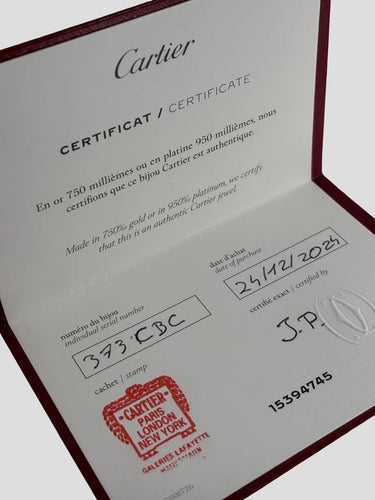 Cartier
CERTIFICAT / CERTIFICATE
En or 750 millièmes ou en platine 950 millièmes, nous
certifions que ce bijou Cartier est authentique.
Made in 750‰ gold or in 950‰ platinum, we certify
that this is an authentic Cartier jewel.
numéro du bijou
individual serial number
373 CBC
date d'achat
date of purchase
24/12/2024
certifié exact / certified by
J.P.
cachet / stamp
CARTIER
PARIS
LONDON
NEW YORK
GALERIES LAFAYETTE
HAUSSMANN
15394745